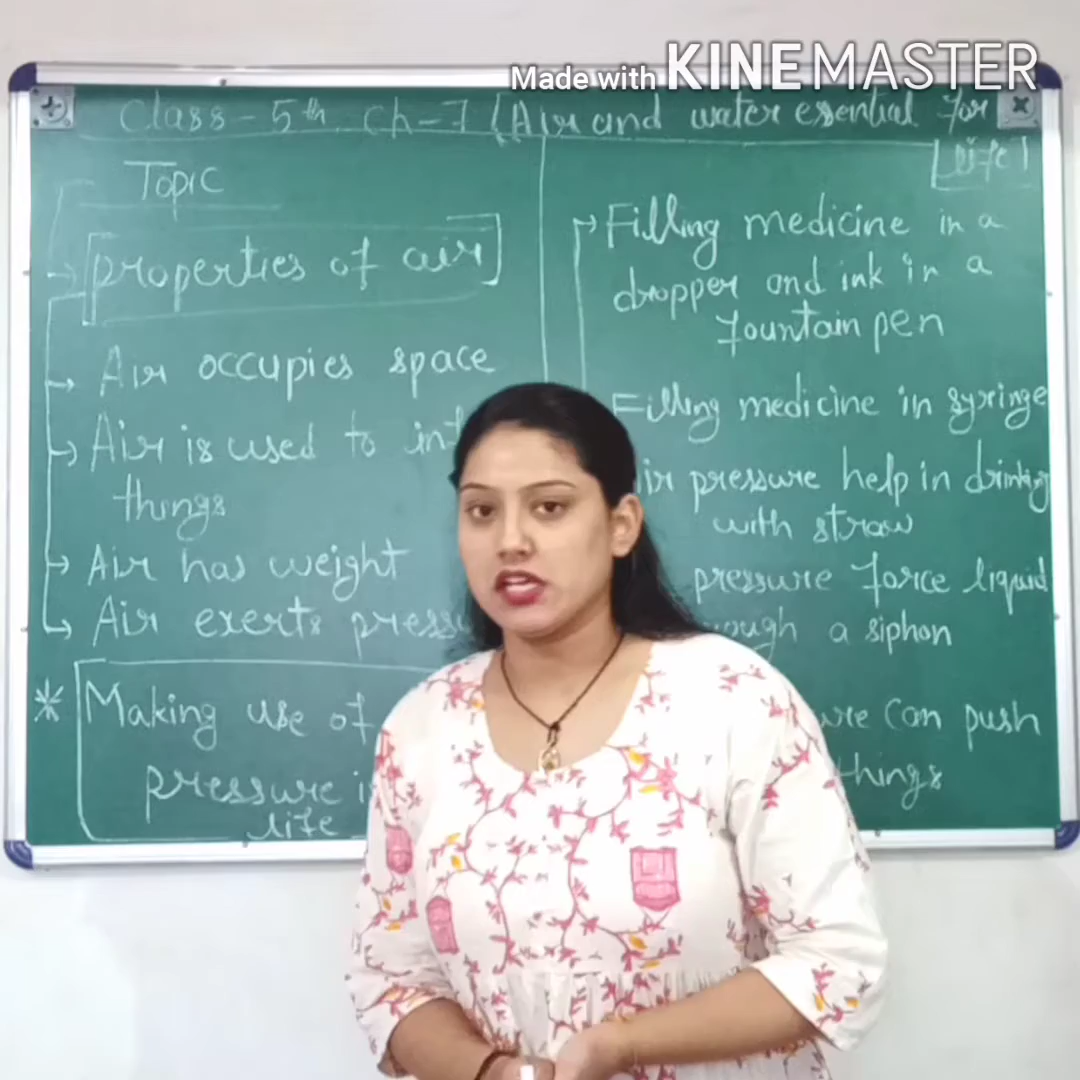 Made with KINEMASTER
Class - 5th Ch-7 (Air and water essential for
life)
Topic
properties of air
Air occupies space
Air is used to
things
Air has weight
Air exerts
Making use of
pressure
life
Filling medicine in a
dropper and ink in a
fountain pen
Filling medicine in syringe
pressure help in drinking
with straw
pressure force liquid
a siphon
can push
things